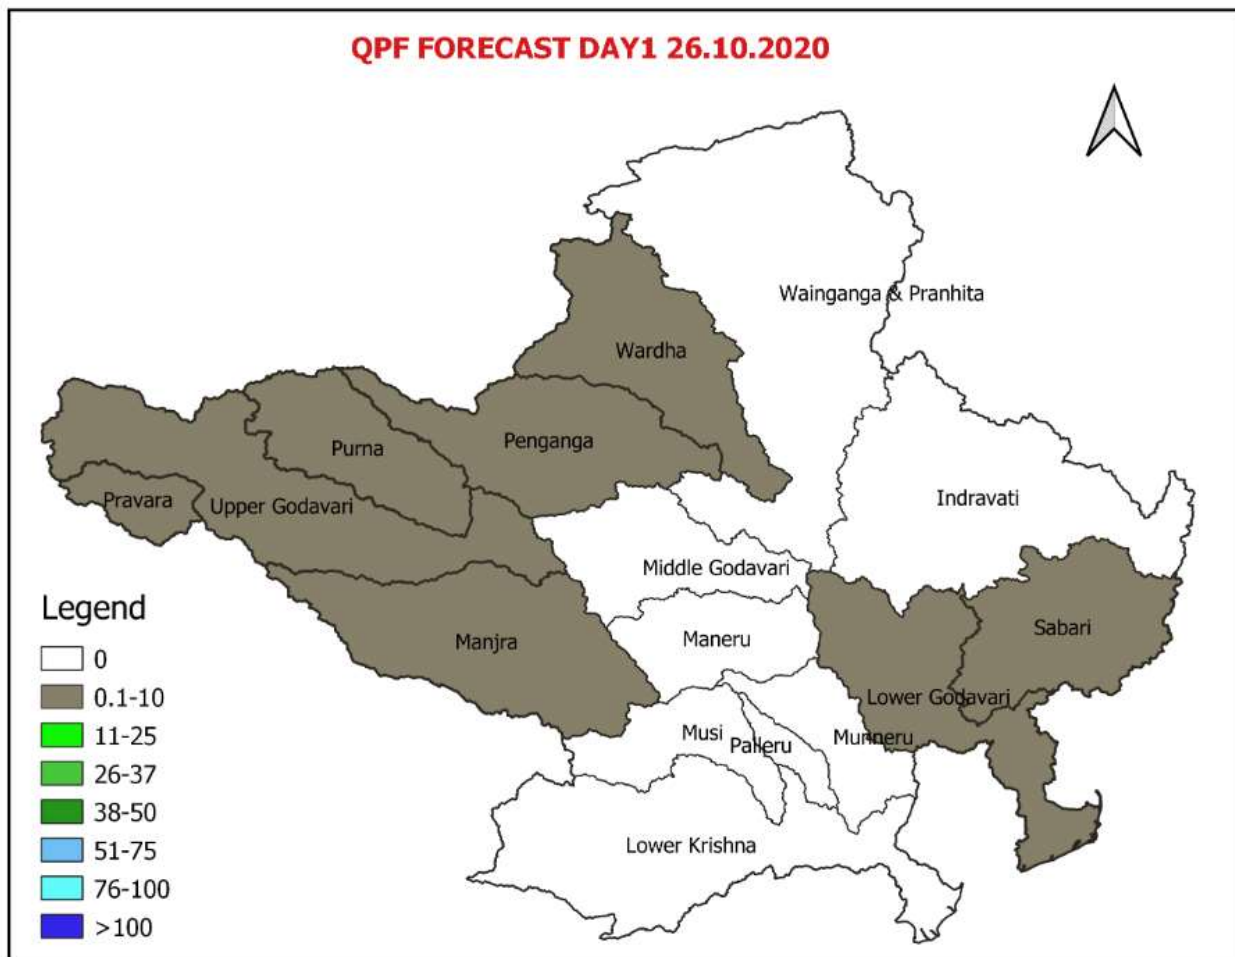 QPF FORECAST DAY1 26.10.2020
Wainganga & Pranhita
Wardha
Penganga
Purna
Pravara
Upper Godavari
Indravati
Middle Godavari
Manjra
Maneru
Sabari
Lower Godavari
Musi
Palleru
Munneru
Lower Krishna
Legend
0
0.1-10
11-25
26-37
38-50
51-75
76-100
>100